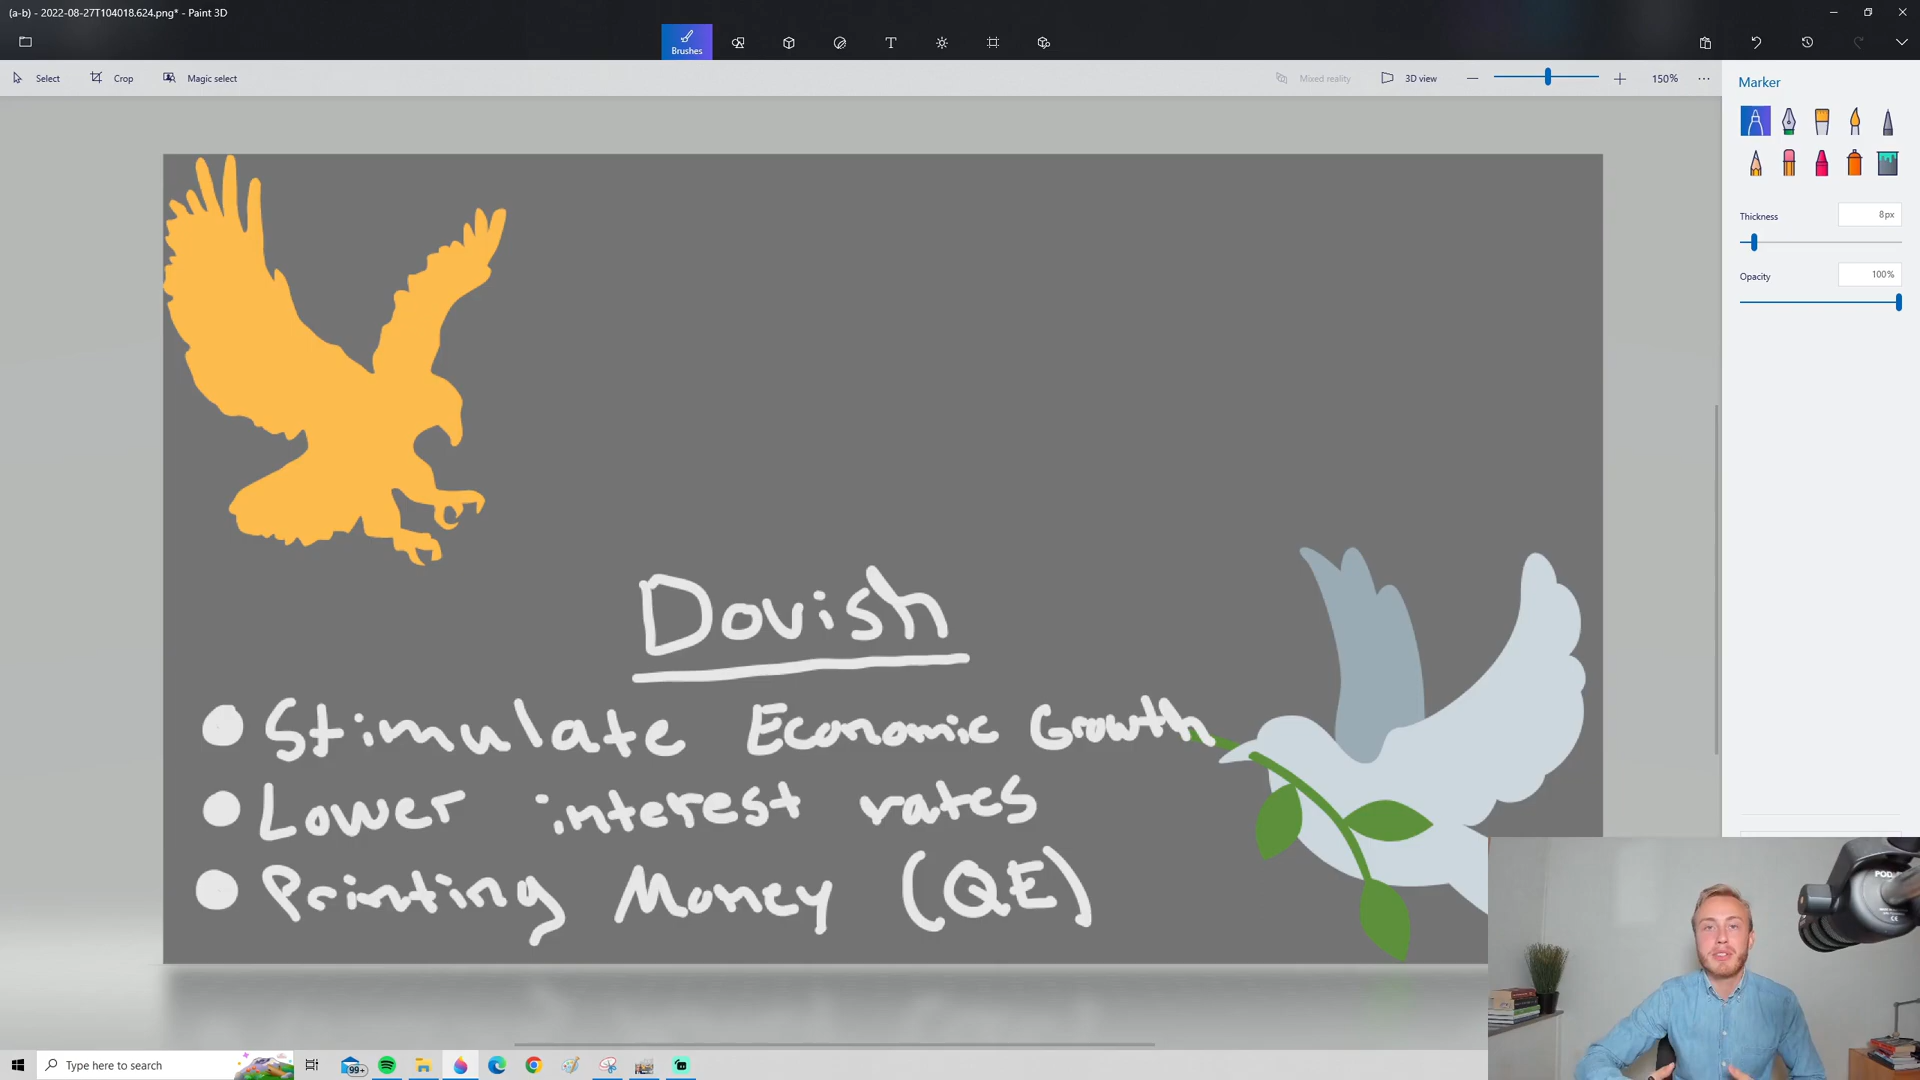 (a-b) - 2022-08-27T104018.624.png* - Paint 3D
Brushes
Select
Crop
Magic select
Mixed reality
3D view
150%
Marker
Thickness
8px
Opacity
100%
Dovish
Stimulate Economic Growth
Lower interest rates
Printing Money (QE)
Type here to search
99+